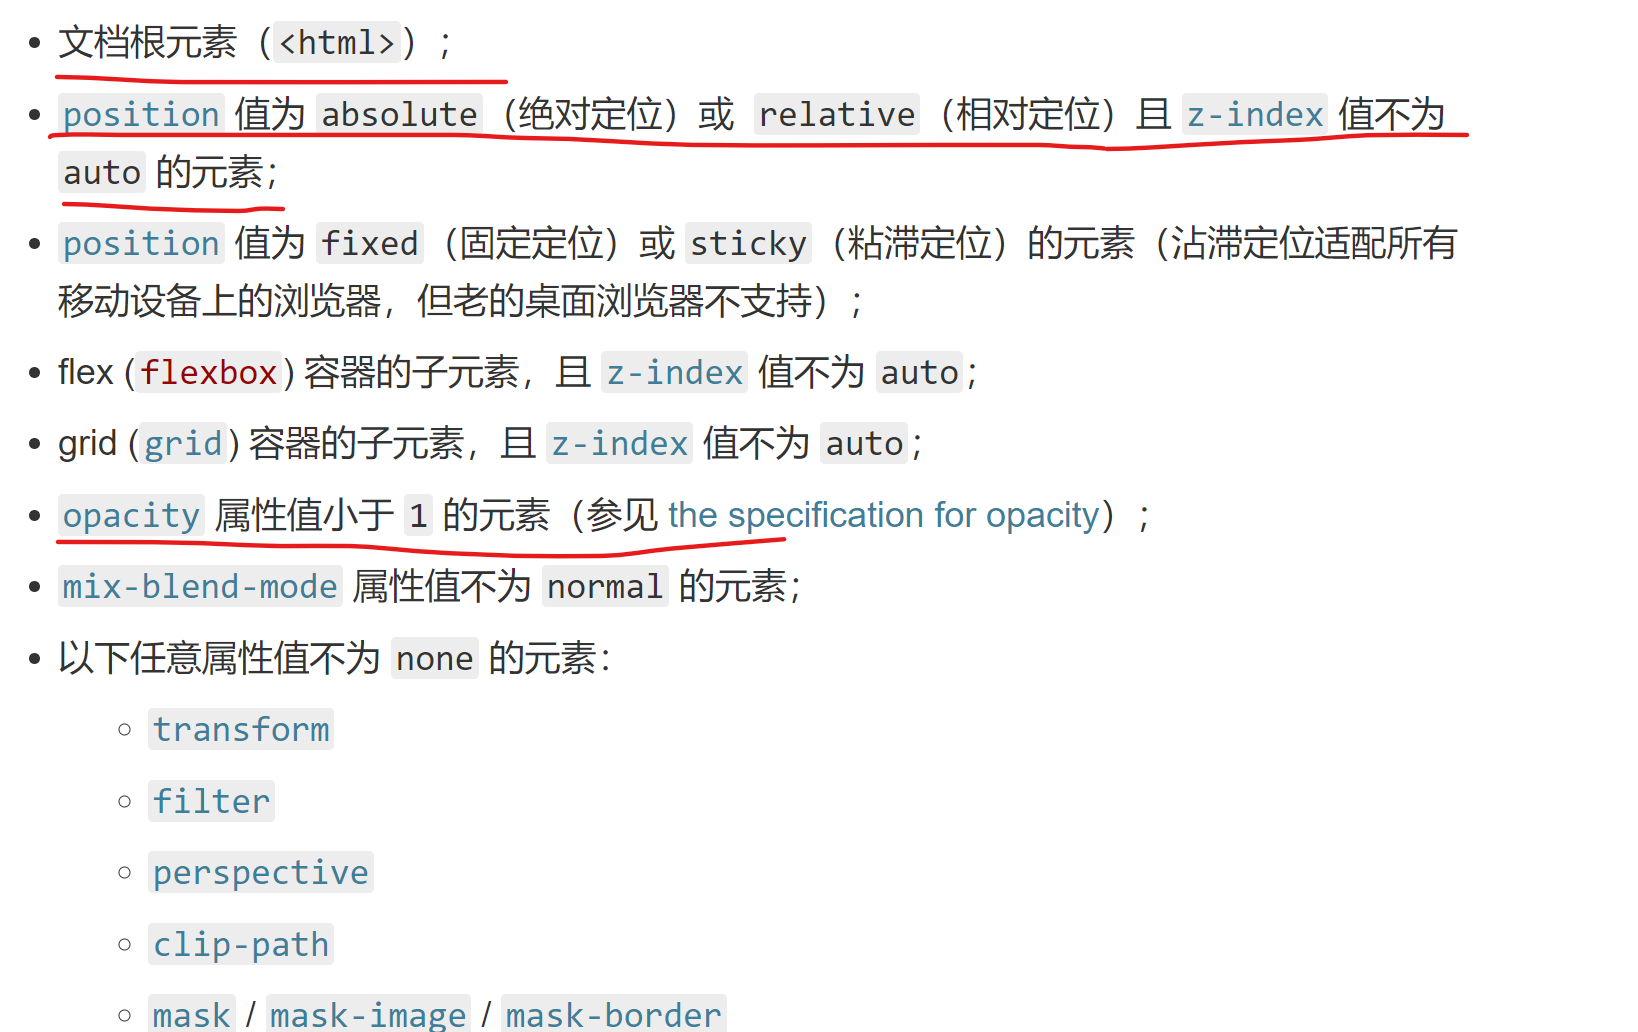 文档根元素（<html>）；
position 值为 absolute（绝对定位）或 relative（相对定位）且 z-index 值不为
auto 的元素；
position 值为 fixed（固定定位）或 sticky（粘滞定位）的元素（沾滞定位适配所有
移动设备上的浏览器，但老的桌面浏览器不支持）；
flex (flexbox) 容器的子元素，且 z-index 值不为 auto；
grid (grid) 容器的子元素，且 z-index 值不为 auto；
opacity 属性值小于 1 的元素（参见 the specification for opacity）；
mix-blend-mode 属性值不为 normal 的元素；
以下任意属性值不为 none 的元素：
transform
filter
perspective
clip-path
mask / mask-image / mask-border